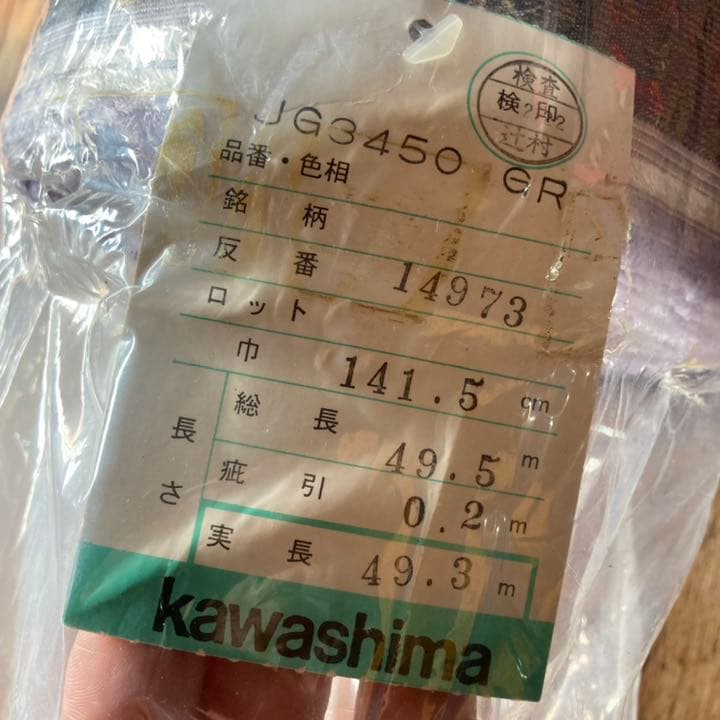 検査
検?印2
辻村
JG3450 GR
品番・色相
銘柄
反番 14973
ロット
巾 141.5 cm
長さ
総長 49.5 m
疵引 0.2 m
実長 49.3 m
kawashima